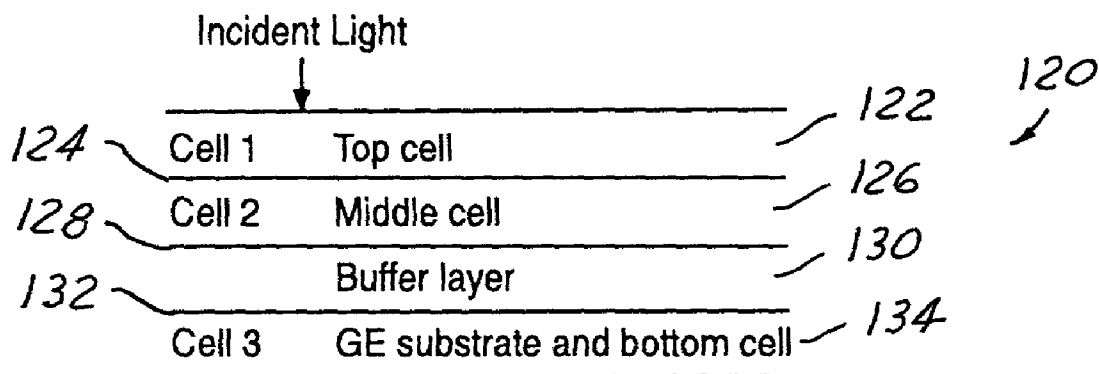 Incident Light
120
122
124
Cell 1 Top cell
126
128
Cell 2 Middle cell
130
Buffer layer
132
134
Cell 3 GE substrate and bottom cell